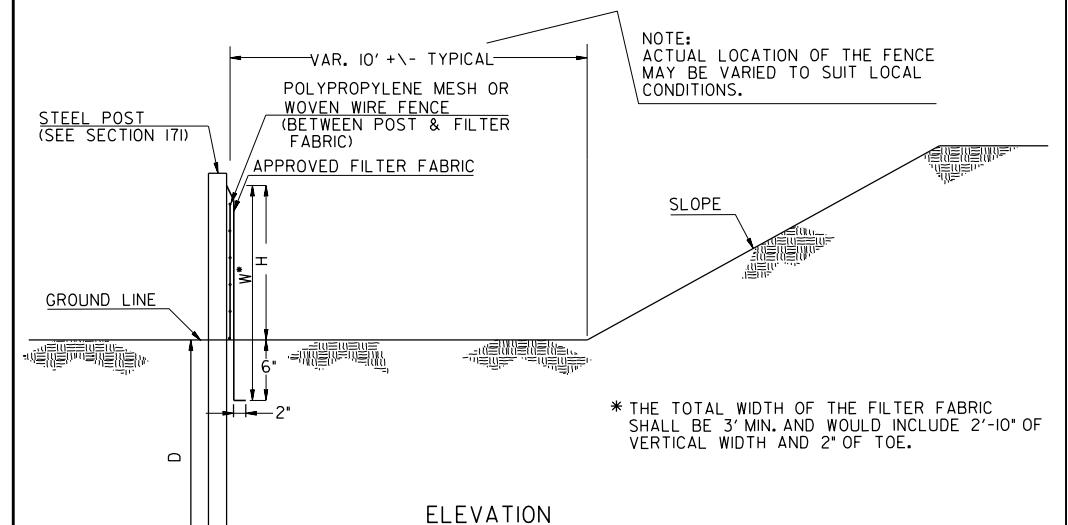 VAR. 10' +\- TYPICAL
NOTE:
ACTUAL LOCATION OF THE FENCE
MAY BE VARIED TO SUIT LOCAL
CONDITIONS.
POLYPROPYLENE MESH OR
WOVEN WIRE FENCE
(BETWEEN POST & FILTER
FABRIC)
STEEL POST
(SEE SECTION 171)
APPROVED FILTER FABRIC
SLOPE
W*
H
GROUND LINE
6"
2"
* THE TOTAL WIDTH OF THE FILTER FABRIC
SHALL BE 3' MIN. AND WOULD INCLUDE 2'-10" OF
VERTICAL WIDTH AND 2" OF TOE.
D
ELEVATION